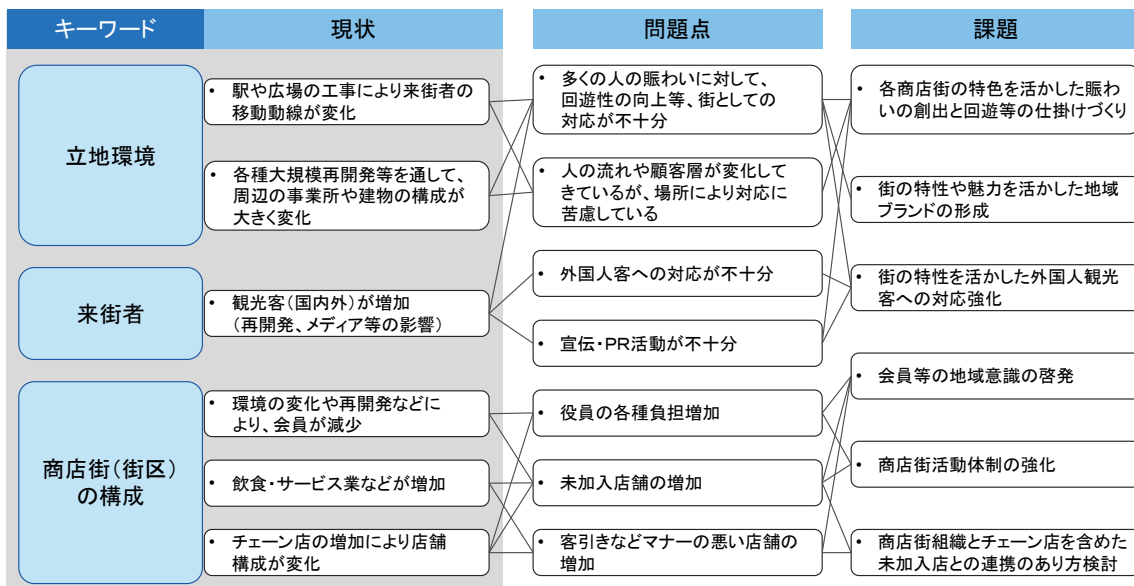 キーワード
現状
問題点
課題
立地環境
• 駅や広場の工事により来街者の
移動動線が変化
• 各種大規模再開発等を通して、
周辺の事業所や建物の構成が
大きく変化
• 多くの人の賑わいに対して、
回遊性の向上等、街としての
対応が不十分
• 人の流れや顧客層が変化して
きているが、場所により対応に
苦慮している
• 各商店街の特色を活かした賑わ
いの創出と回遊等の仕掛けづくり
• 街の特性や魅力を活かした地域
ブランドの形成
来街者
• 観光客(国内外)が増加
(再開発、メディア等の影響)
• 外国人客への対応が不十分
• 宣伝・PR活動が不十分
• 街の特性を活かした外国人観光
客への対応強化
商店街(街区)
の構成
• 環境の変化や再開発などに
より、会員が減少
• 飲食・サービス業などが増加
• チェーン店の増加により店舗
構成が変化
• 役員の各種負担増加
• 未加入店舗の増加
• 客引きなどマナーの悪い店舗の
増加
• 会員等の地域意識の啓発
• 商店街活動体制の強化
• 商店街組織とチェーン店を含めた
未加入店との連携のあり方検討